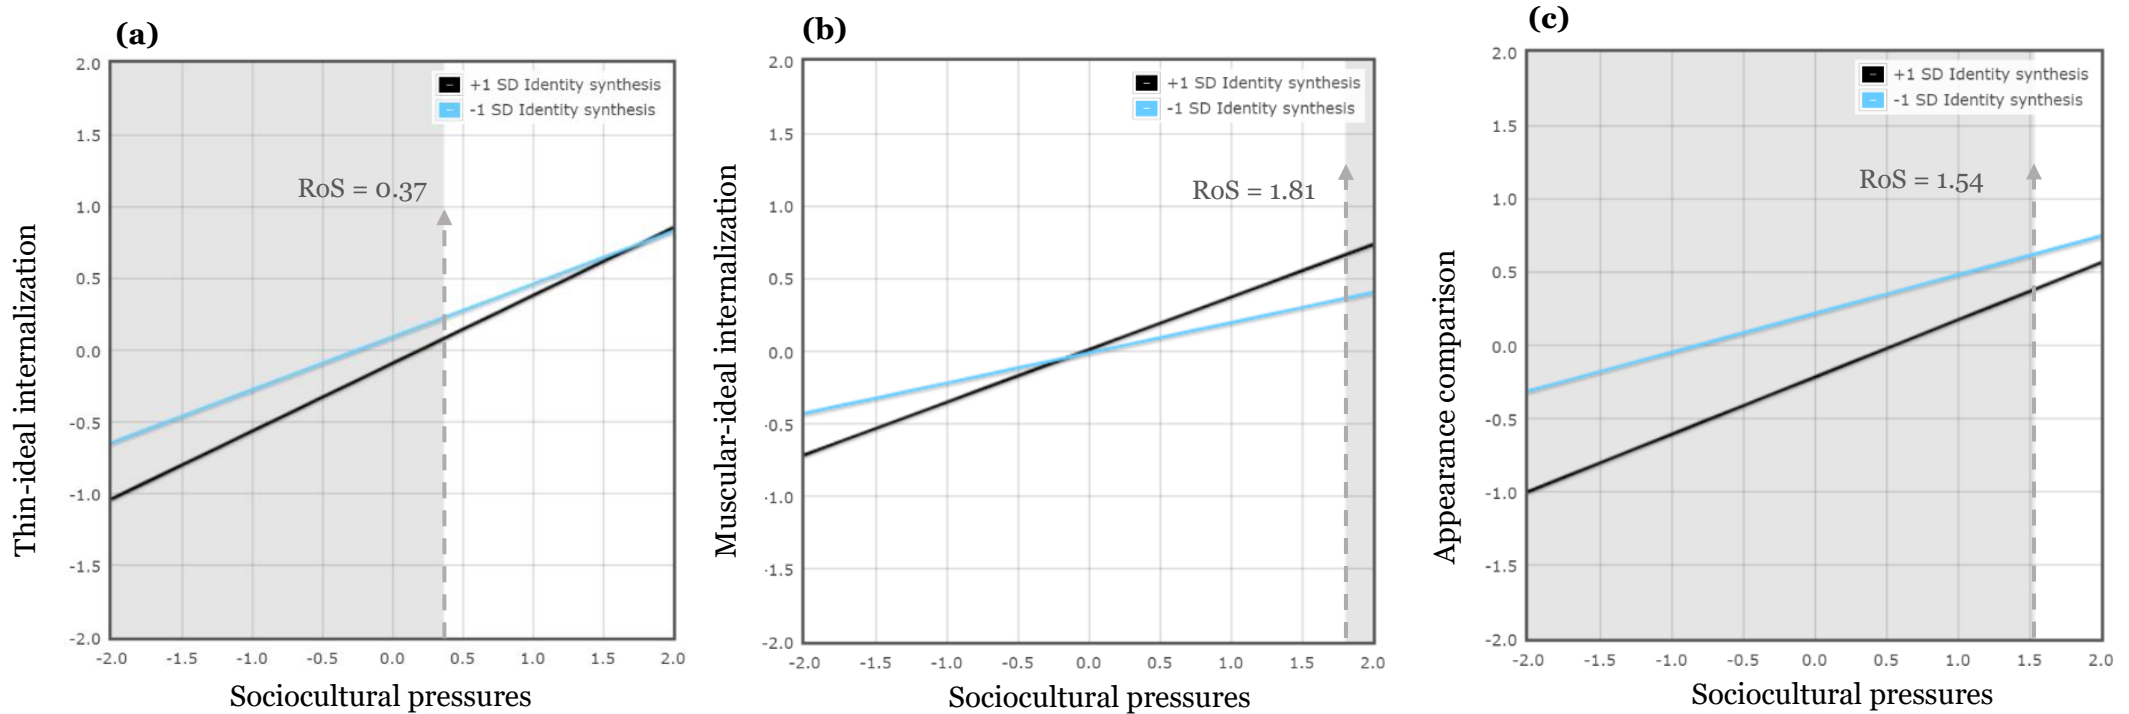 (a)
Thin-ideal internalization
2.0
1.5
1.0
0.5
0.0
-0.5
-1.0
-1.5
-2.0
+1 SD Identity synthesis
-1 SD Identity synthesis
RoS = 0.37
-2.0 -1.5 -1.0 -0.5 0.0 0.5 1.0 1.5 2.0
Sociocultural pressures
(b)
Muscular-ideal internalization
2.0
1.5
1.0
0.5
0.0
-0.5
-1.0
-1.5
-2.0
+1 SD Identity synthesis
-1 SD Identity synthesis
RoS = 1.81
-2.0 -1.5 -1.0 -0.5 0.0 0.5 1.0 1.5 2.0
Sociocultural pressures
(c)
Appearance comparison
2.0
1.5
1.0
0.5
0.0
-0.5
-1.0
-1.5
-2.0
+1 SD Identity synthesis
-1 SD Identity synthesis
RoS = 1.54
-2.0 -1.5 -1.0 -0.5 0.0 0.5 1.0 1.5 2.0
Sociocultural pressures